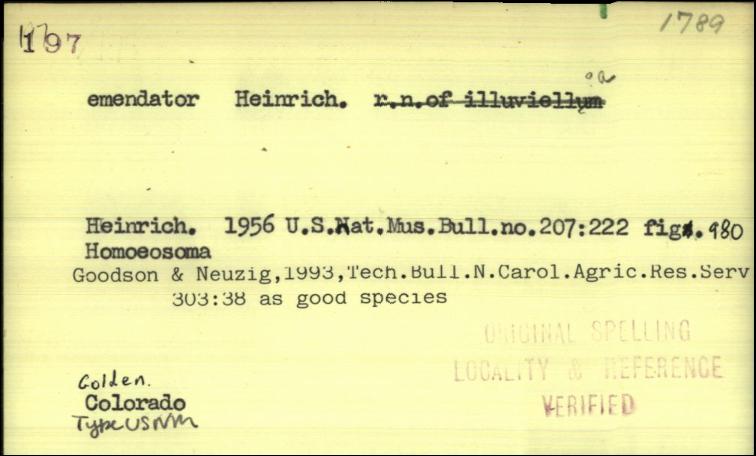 1789
197
emendator Heinrich. r.n.of illuviellum
a
Heinrich. 1956 U.S.Nat.Mus.Bull.no.207:222 fig. 980
Homoeosoma
Goodson & Neuzig,1993,Tech.Bull.N.Carol.Agric.Res.Serv
303:38 as good species
ORIGINAL SPELLING
LOCALITY & REFERENCE
VERIFIED
Golden.
Colorado
Type USNM